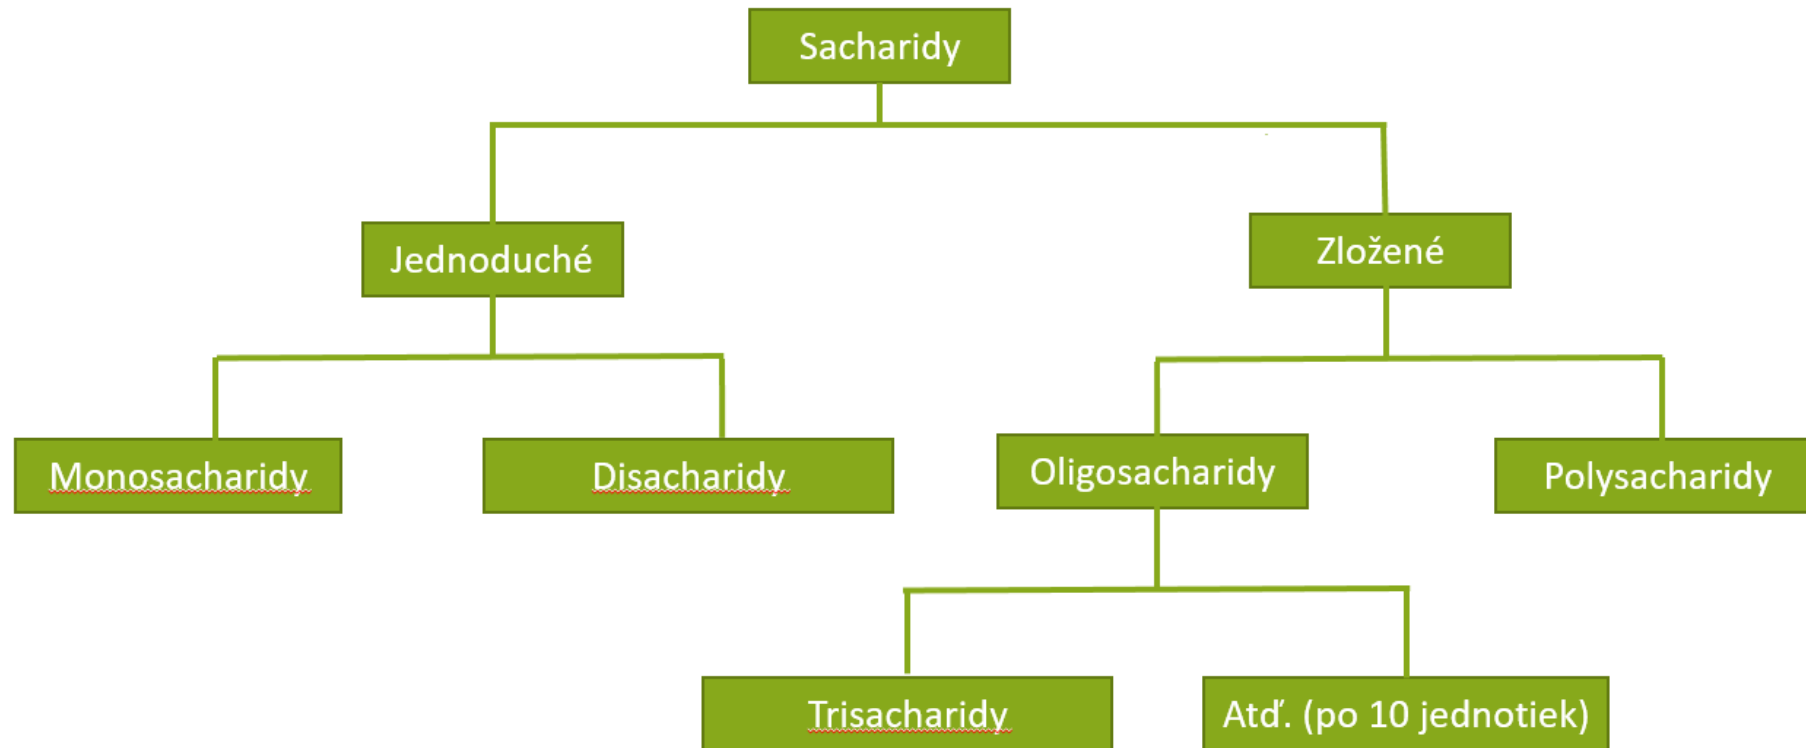 Sacharidy
Jednoduché
Zložené
Monosacharidy
Disacharidy
Oligosacharidy
Polysacharidy
Trisacharidy
Atď. (po 10 jednotiek)